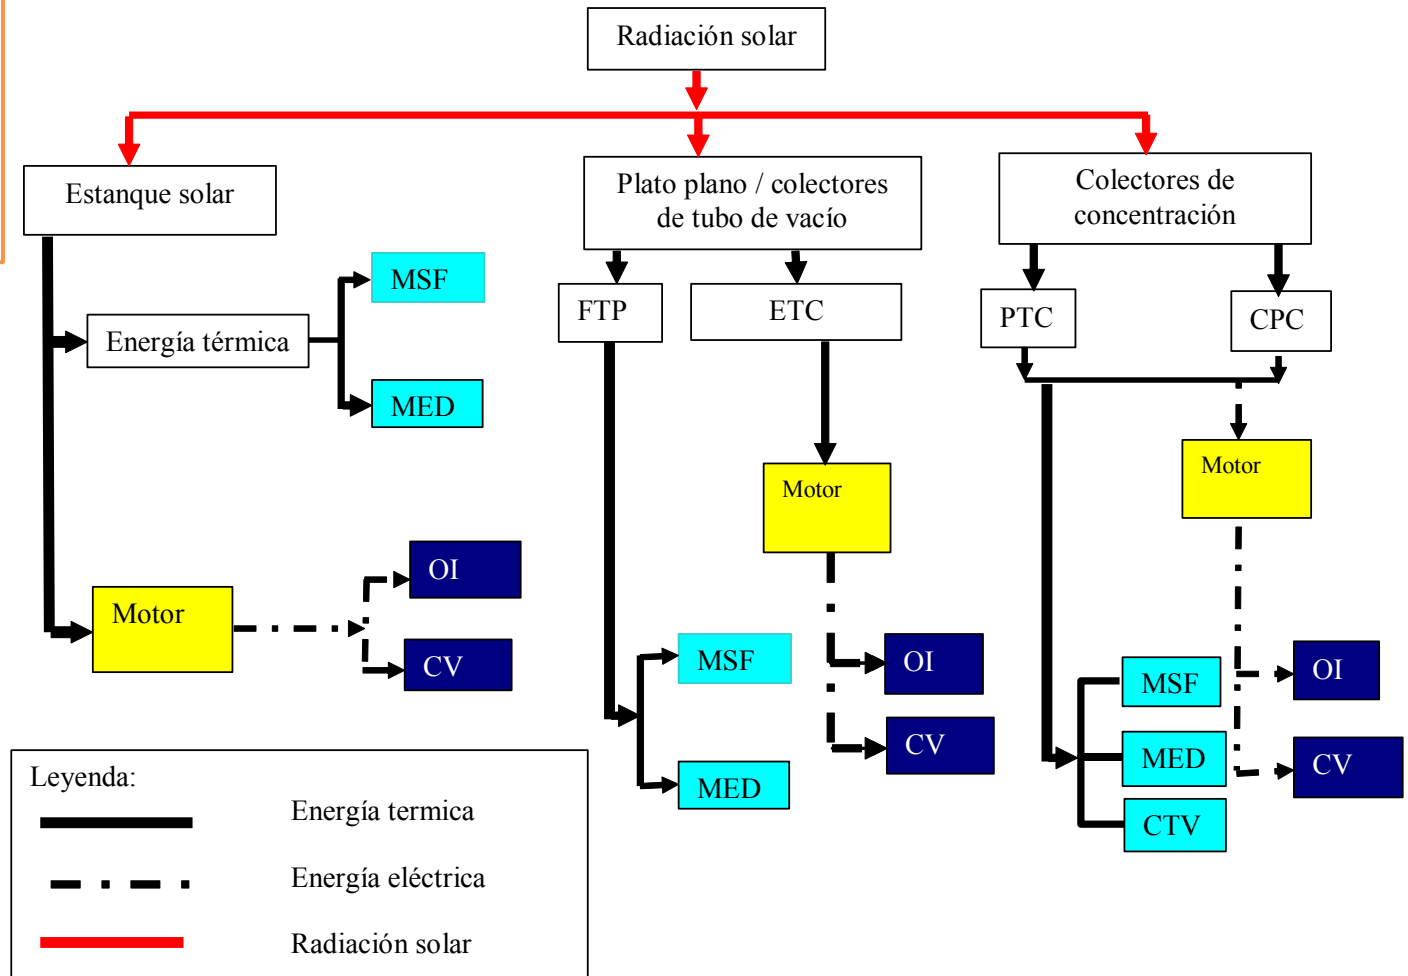 Radiación solar
Estanque solar
Plato plano / colectores
de tubo de vacío
Colectores de
concentración
MSF
Energía térmica
MED
FTP
ETC
PTC
CPC
Motor
Motor
OI
Motor
CV
MSF
MED
OI
CV
MSF
MED
CTV
OI
CV
Leyenda:
Energía termica
Energía eléctrica
Radiación solar